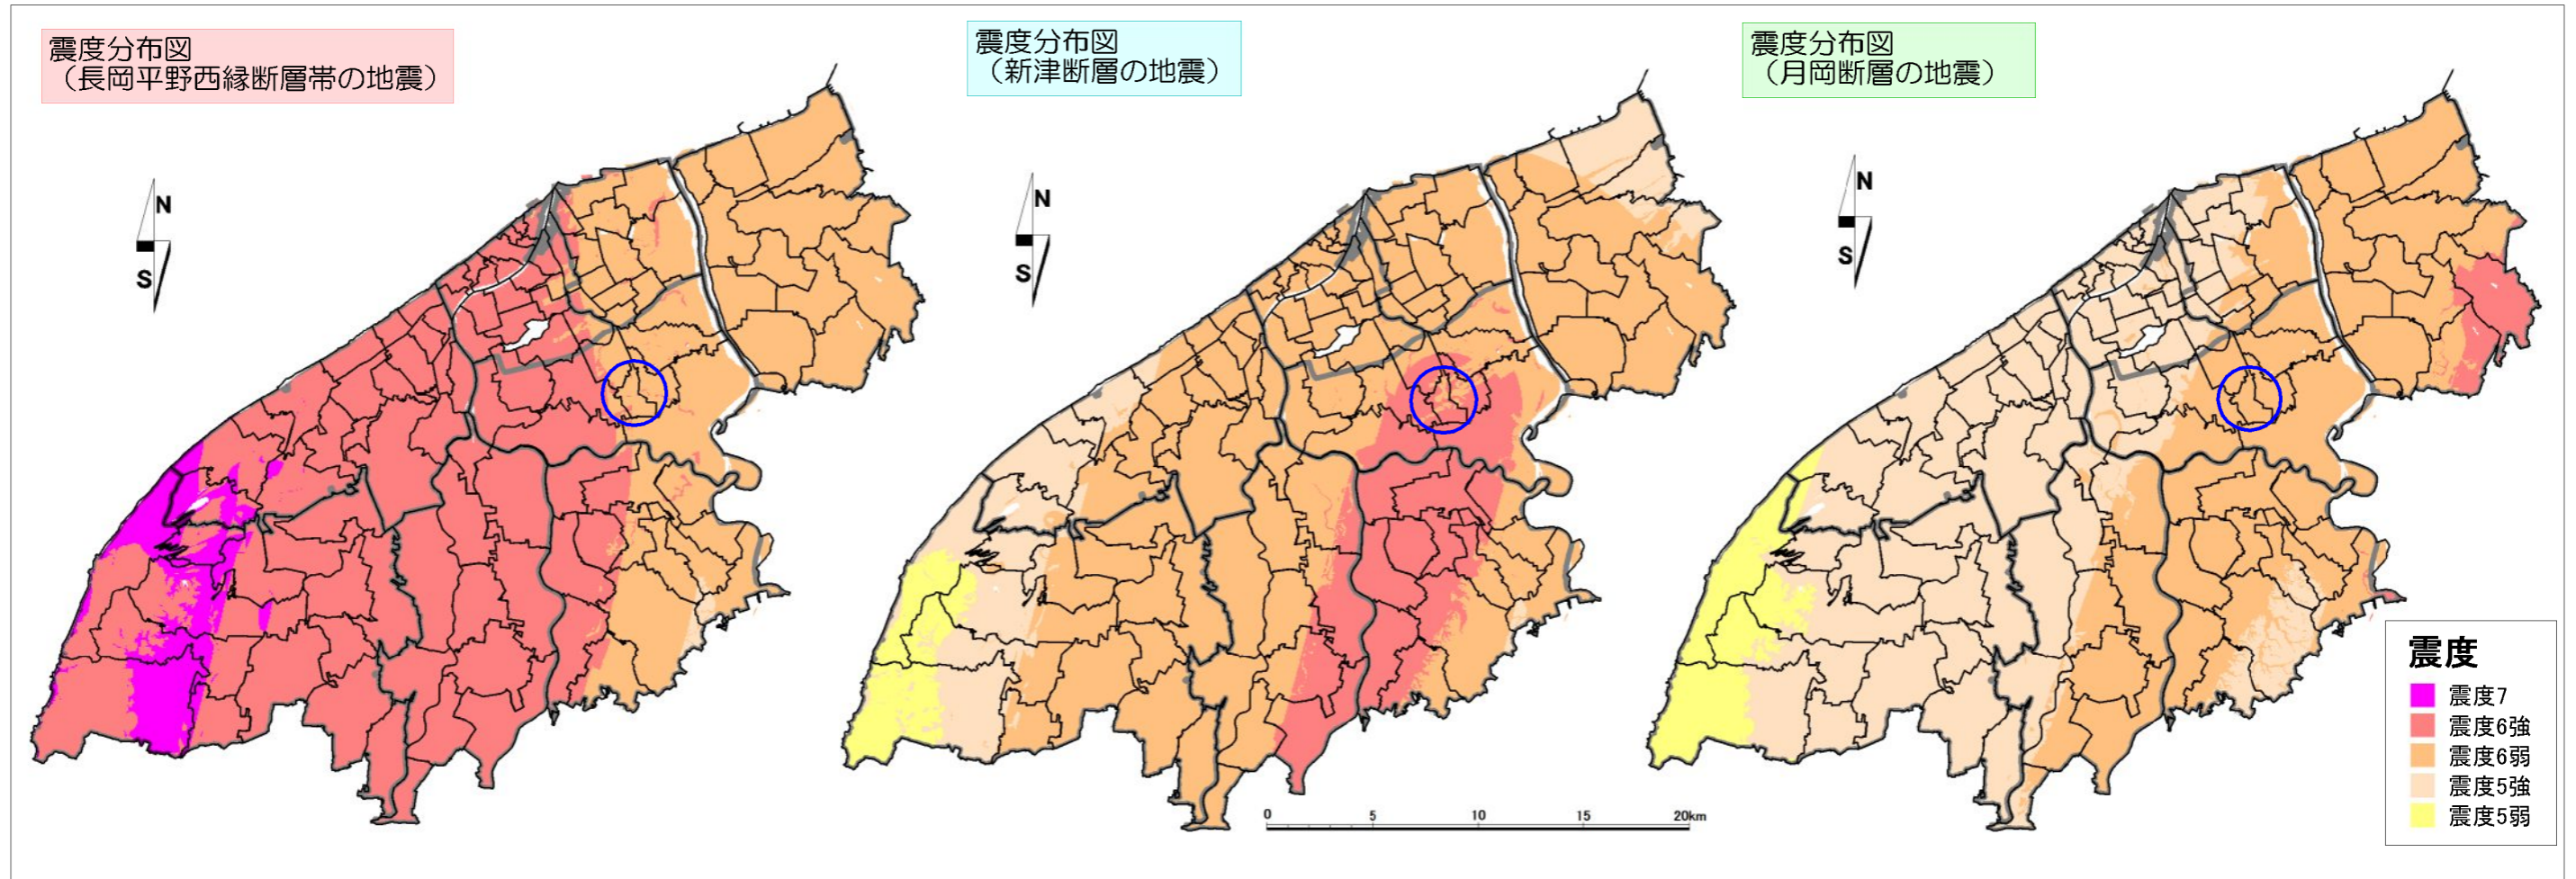 震度分布図
（長岡平野西縁断層帯の地震）
震度分布図
（新津断層の地震）
震度分布図
（月岡断層の地震）
N
S
N
S
N
S
0 5 10 15 20km
震度
震度7
震度6強
震度6弱
震度5強
震度5弱